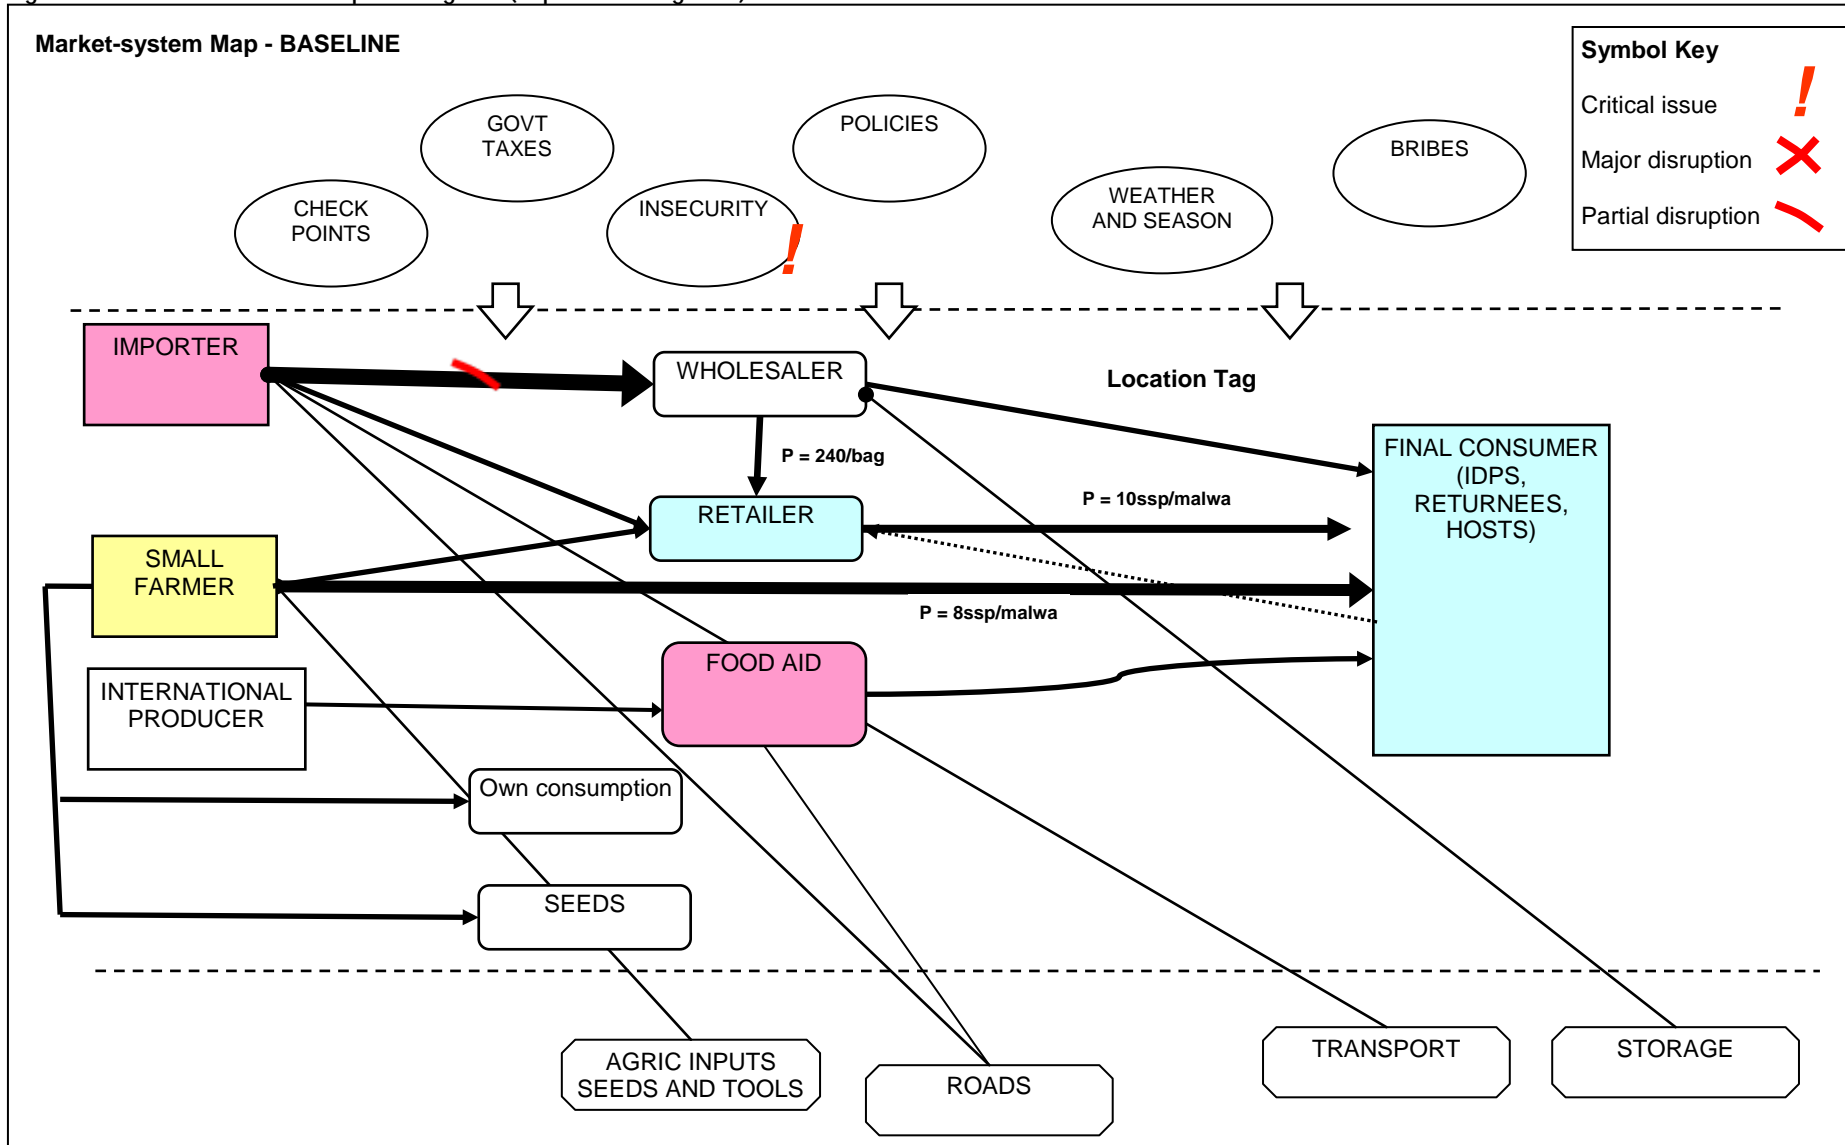 Market-system Map - BASELINE
Symbol Key
Critical issue
Major disruption
Partial disruption
GOVT
TAXES
POLICIES
BRIBES
CHECK
POINTS
INSECURITY
WEATHER
AND SEASON
IMPORTER
WHOLESALER
Location Tag
P = 240/bag
FINAL CONSUMER
(IDPS,
RETURNEES,
HOSTS)
RETAILER
P = 10ssp/malwa
SMALL
FARMER
P = 8ssp/malwa
FOOD AID
INTERNATIONAL
PRODUCER
Own consumption
SEEDS
AGRIC INPUTS
SEEDS AND TOOLS
ROADS
TRANSPORT
STORAGE